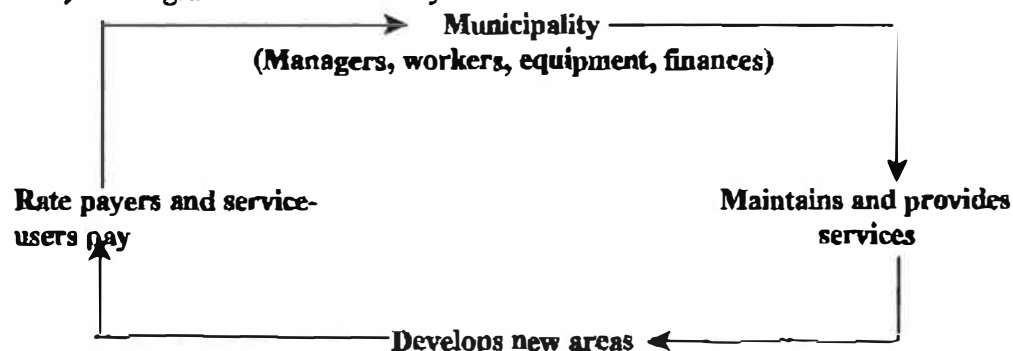 Municipality
(Managers, workers, equipment, finances)
Rate payers and service-
users pay
Maintains and provides
services
Develops new areas